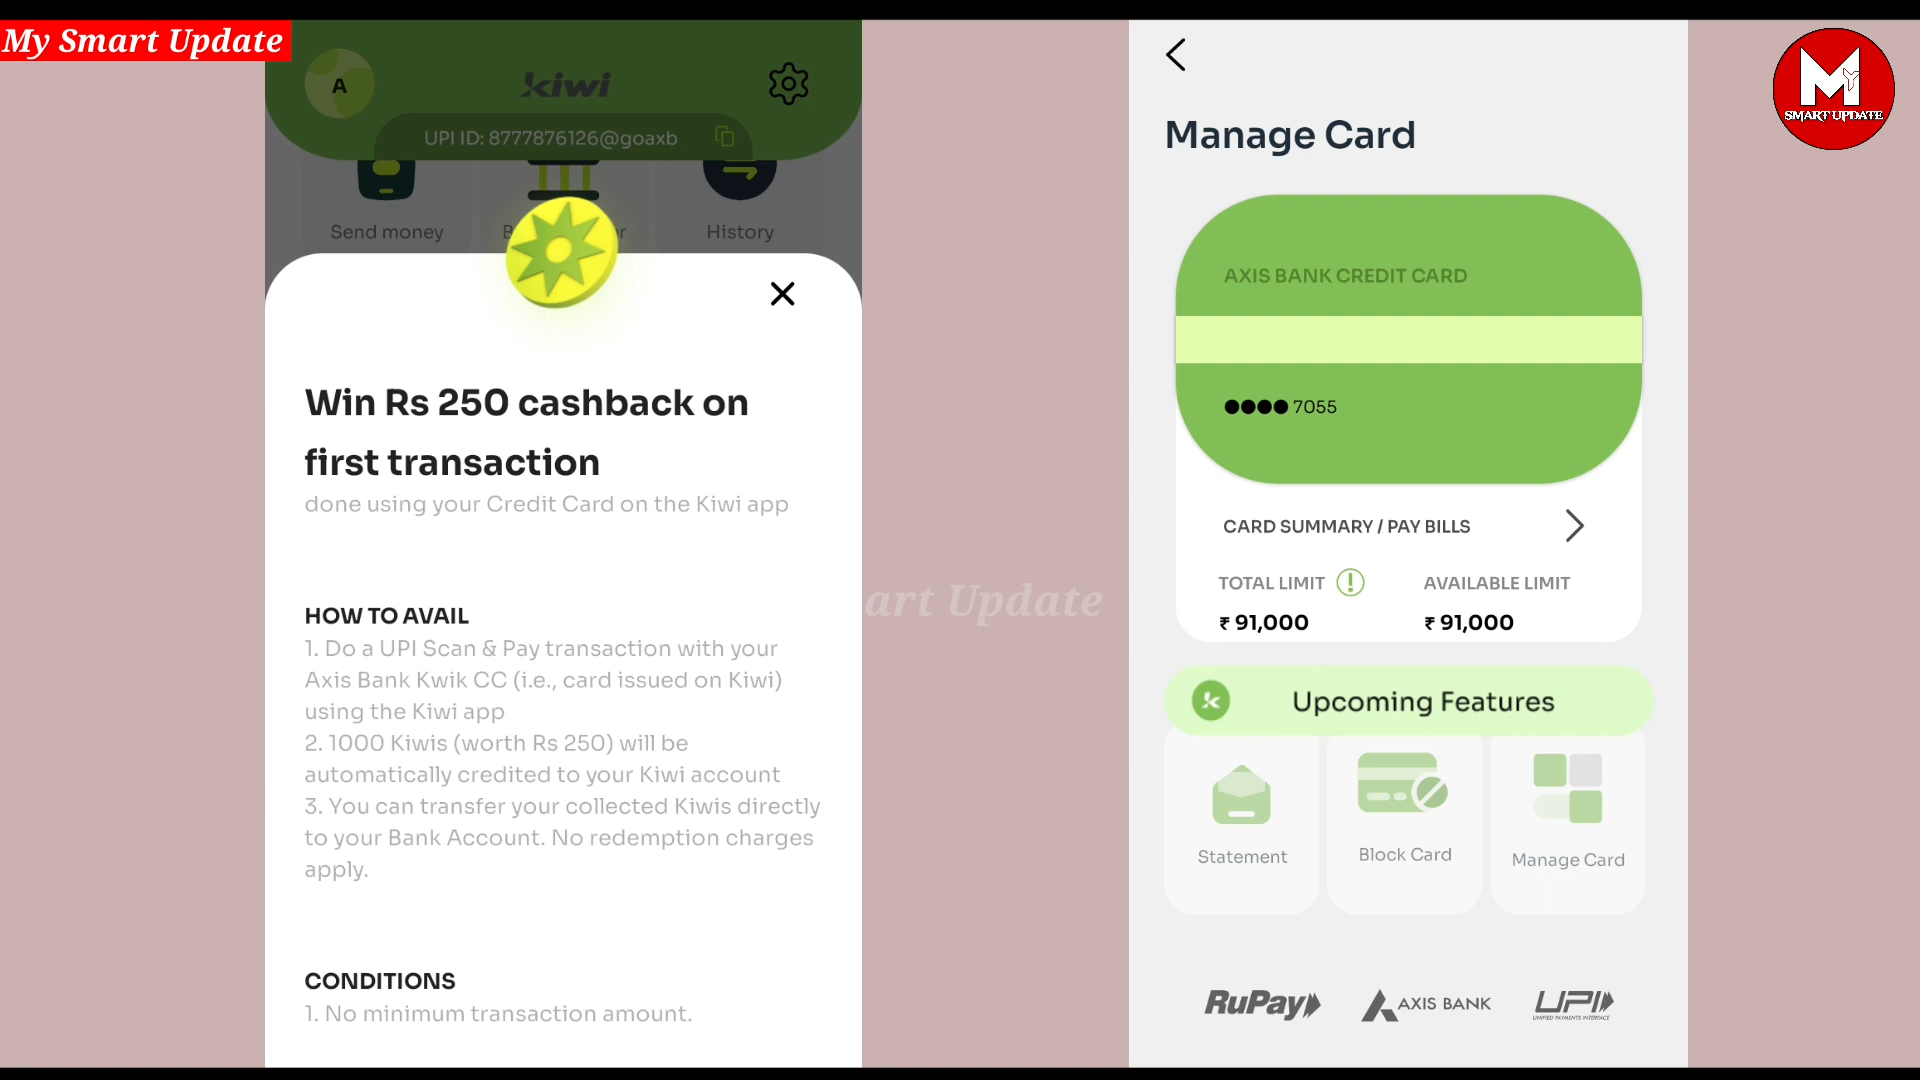 My Smart Update
A
kiwi
UPI ID: 8777876126@goaxb
Send money
History
Win Rs 250 cashback on
first transaction
done using your Credit Card on the Kiwi app
HOW TO AVAIL
1. Do a UPI Scan & Pay transaction with your
Axis Bank Kwik CC (i.e., card issued on Kiwi)
using the Kiwi app
2. 1000 Kiwis (worth Rs 250) will be
automatically credited to your Kiwi account
3. You can transfer your collected Kiwis directly
to your Bank Account. No redemption charges
apply.
CONDITIONS
1. No minimum transaction amount.
art Update
Manage Card
AXIS BANK CREDIT CARD
●●●● 7055
CARD SUMMARY / PAY BILLS
TOTAL LIMIT
AVAILABLE LIMIT
₹ 91,000
₹ 91,000
Upcoming Features
Statement
Block Card
Manage Card
RuPay
AXIS BANK
UPI
UNIFIED PAYMENTS INTERFACE
MY
SMART UPDATE